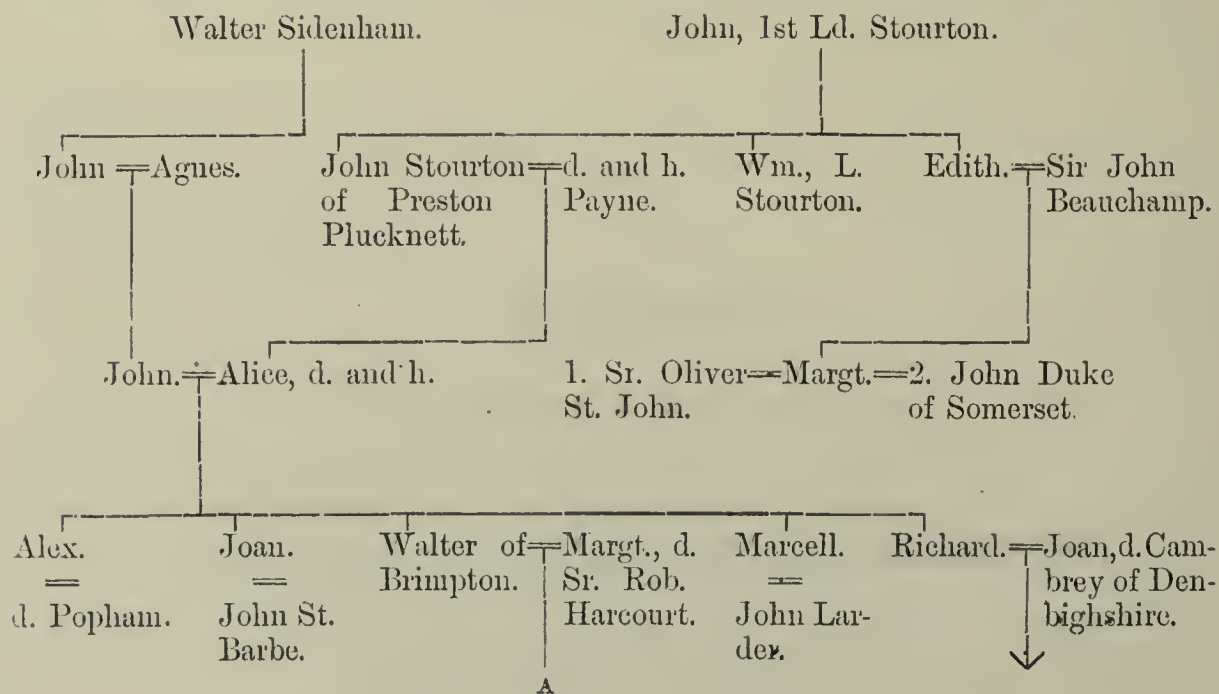 Walter Sidenham. John, 1st Ld. Stourton.
John Agnes. John Stourton d. and h. Wm., L. Edith. Sir John
of Preston Payne. Stourton. Beauchamp.
Plucknett.
John. Alice, d. and h. 1. Sr. Oliver Margt. 2. John Duke
St. John. of Somerset.
Alex. Joan. Walter of Margt., d. Marcell. Richard. Joan, d. Cam-
Brimpton. Sr. Rob. brey of Den-
d. Popham. John St. Harcourt. John Lar- bighshire.
Barbe. der.
A